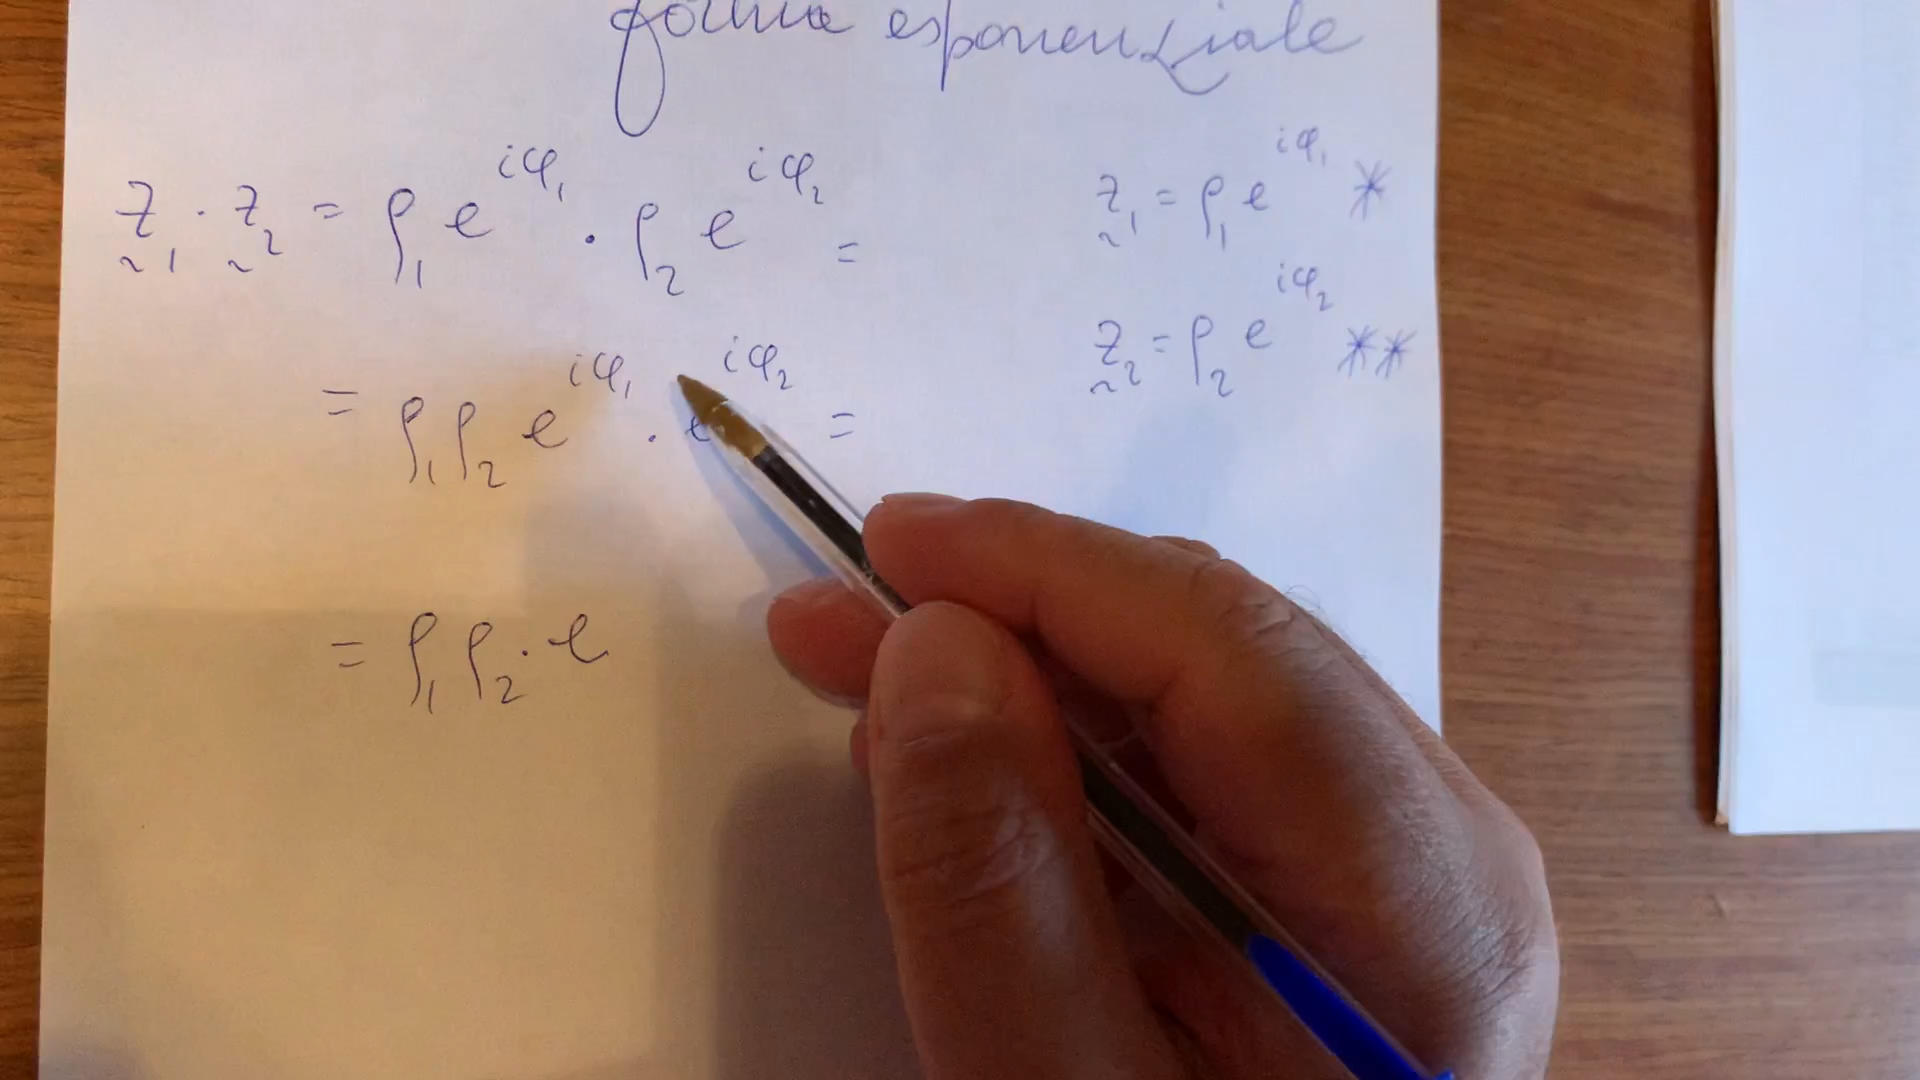 forma esponenziale
z₁ · z₂ = ρ₁ e^{iφ₁} · ρ₂ e^{iφ₂} =
= ρ₁ ρ₂ e^{iφ₁} · e^{iφ₂} =
= ρ₁ ρ₂ · e
z₁ = ρ₁ e^{iφ₁} *
z₂ = ρ₂ e^{iφ₂} **